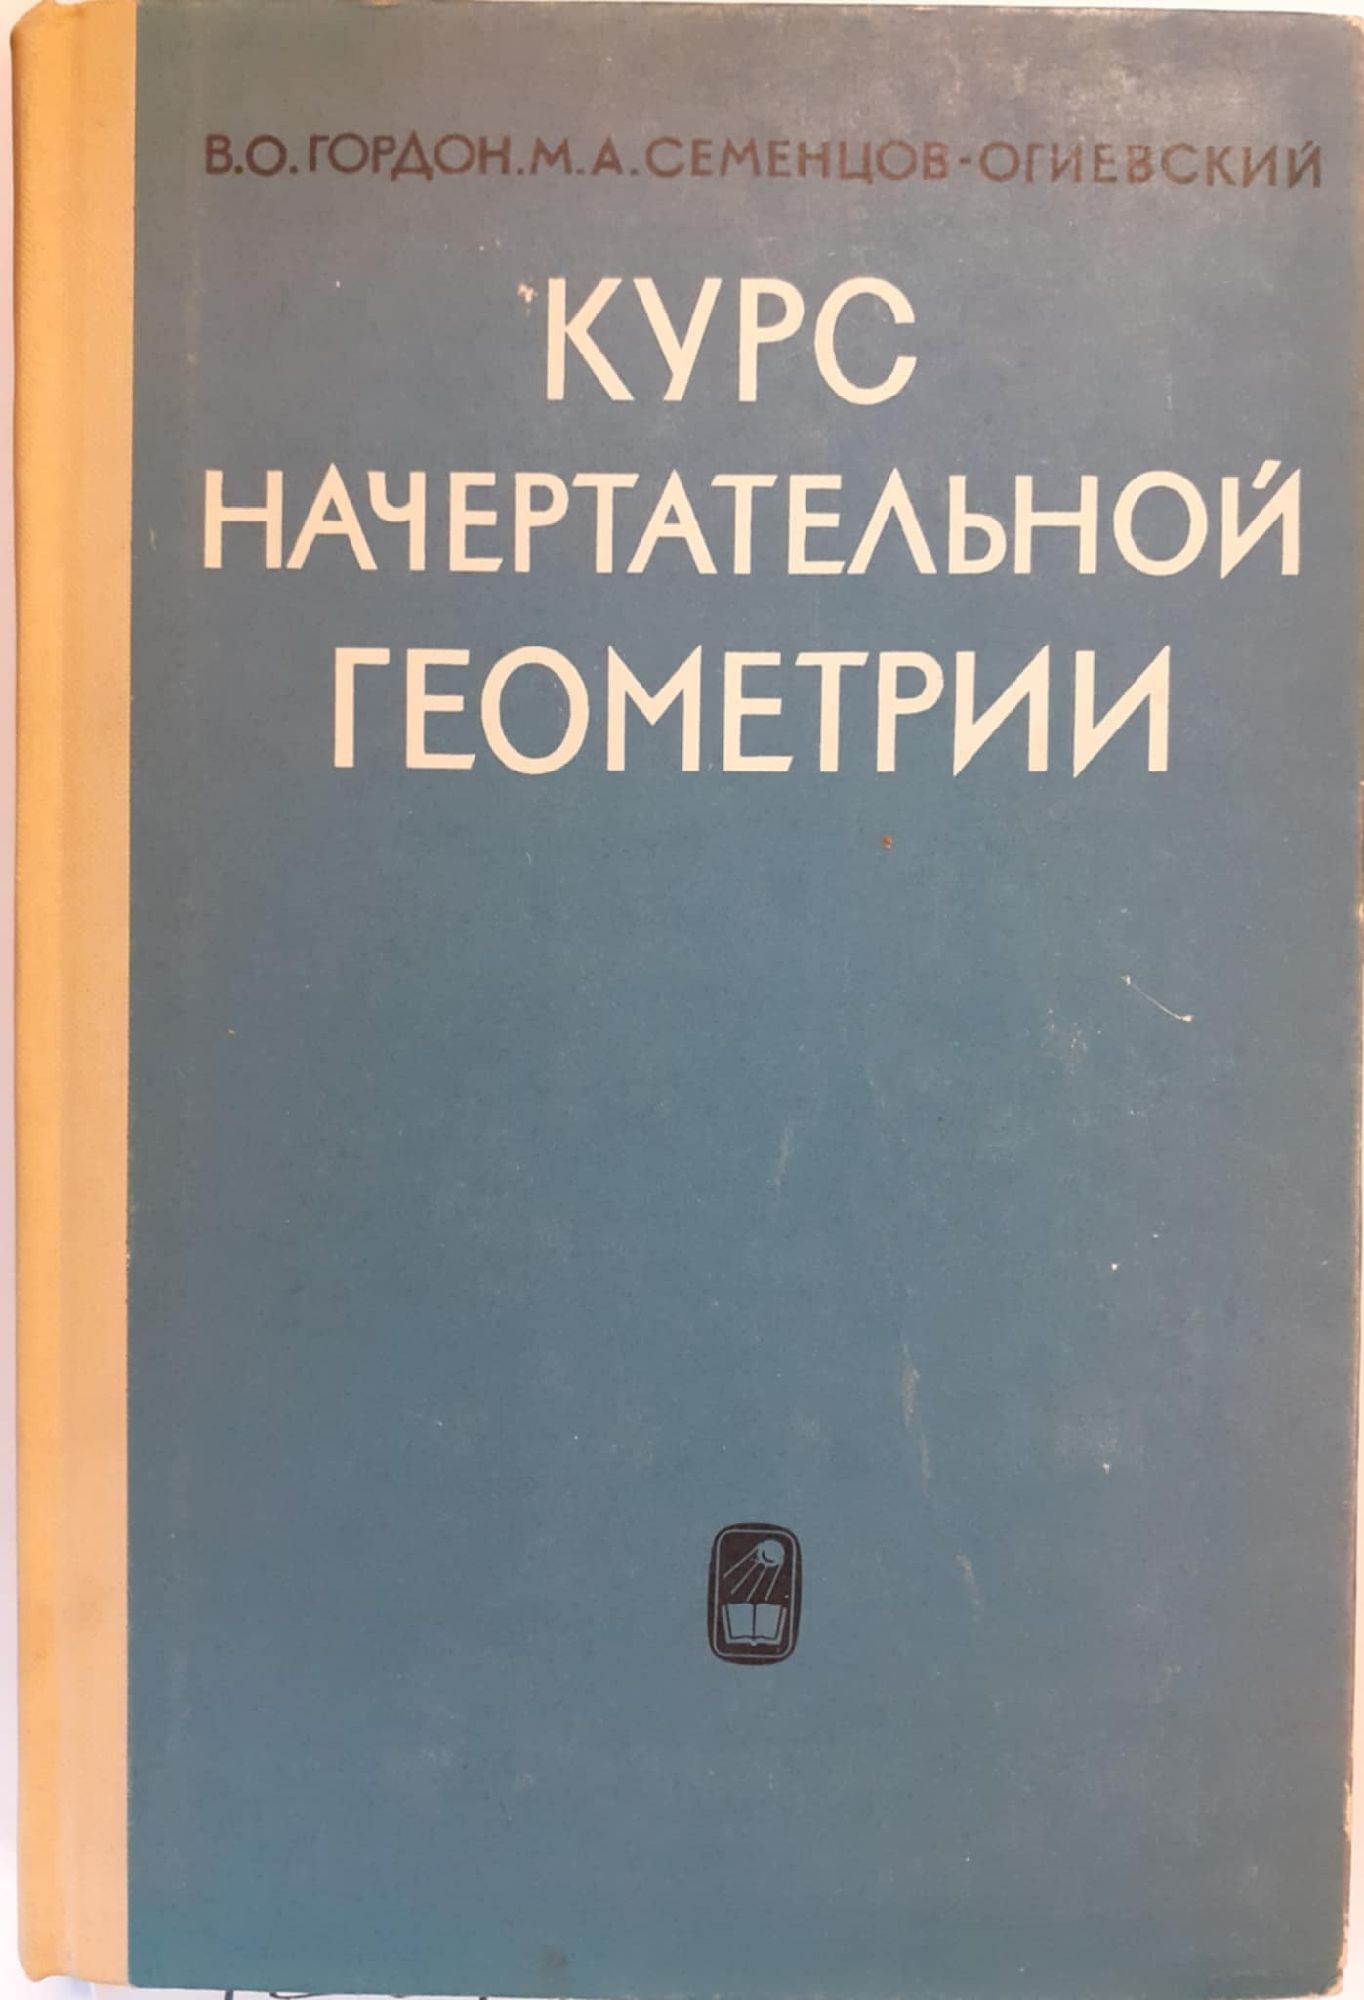 В.О.ГОРДОН.М.А.СЕМЕНЦОВ-ОГИЕВСКИЙ
КУРС
НАЧЕРТАТЕЛЬНОЙ
ГЕОМЕТРИИ